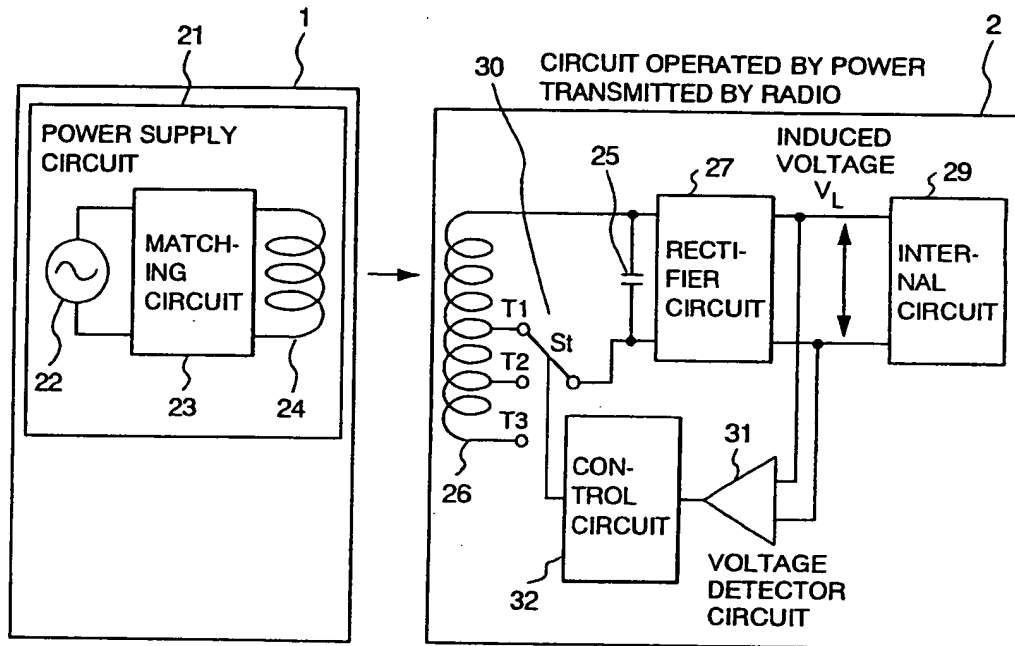 1
21
POWER SUPPLY
CIRCUIT
MATCH-
ING
CIRCUIT
22
23
24
2
30
CIRCUIT OPERATED BY POWER
TRANSMITTED BY RADIO
INDUCED
VOLTAGE
VL
25
27
29
RECTI-
FIER
CIRCUIT
INTER-
NAL
CIRCUIT
T1
St
T2
T3
26
CON-
TROL
CIRCUIT
31
32
VOLTAGE
DETECTOR
CIRCUIT